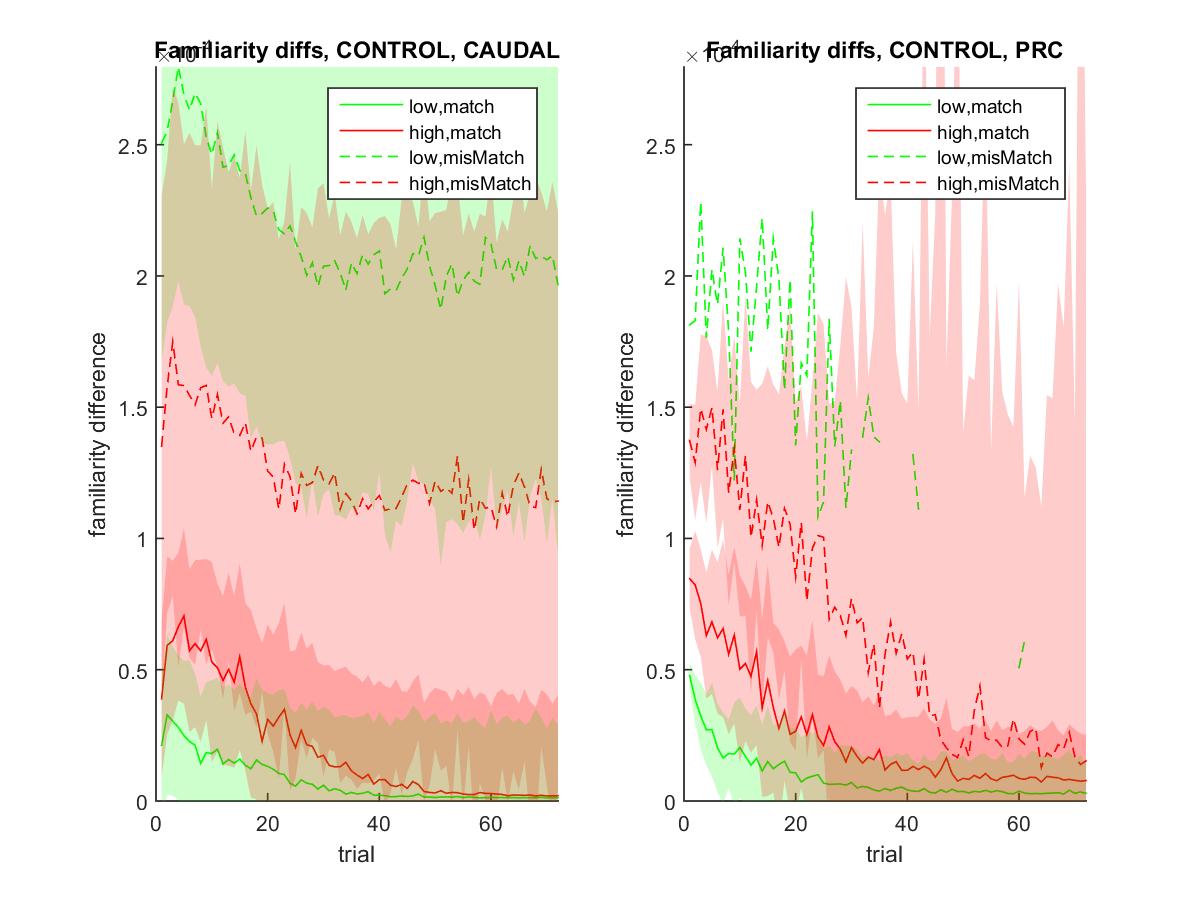 Familiarity diffs, CONTROL, CAUDAL
×10
2.5
2
1.5
1
0.5
0
0
20
40
60
familiarity difference
trial
low,match
high,match
low,misMatch
high,misMatch
Familiarity diffs, CONTROL, PRC
×10
2.5
2
1.5
1
0.5
0
0
20
40
60
familiarity difference
trial
low,match
high,match
low,misMatch
high,misMatch